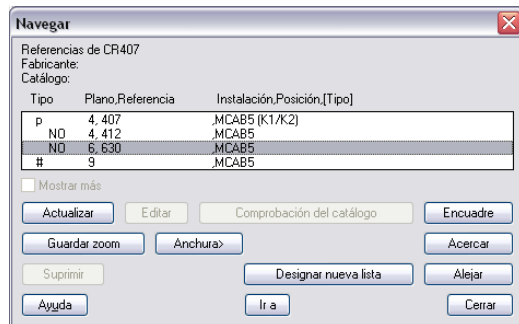 Navegar
Referencias de CR407
Fabricante:
Catálogo:
Tipo Plano,Referencia Instalación,Posición,[Tipo]
p 4, 407 ,MCAB5 (K1/K2)
NO 4, 412 ,MCAB5
NO 6, 630 ,MCAB5
# 9 ,MCAB5
Mostrar más
Actualizar Editar Comprobación del catálogo Encuadre
Guardar zoom Anchura> Acercar
Suprimir Designar nueva lista Alejar
Ayuda Ir a Cerrar